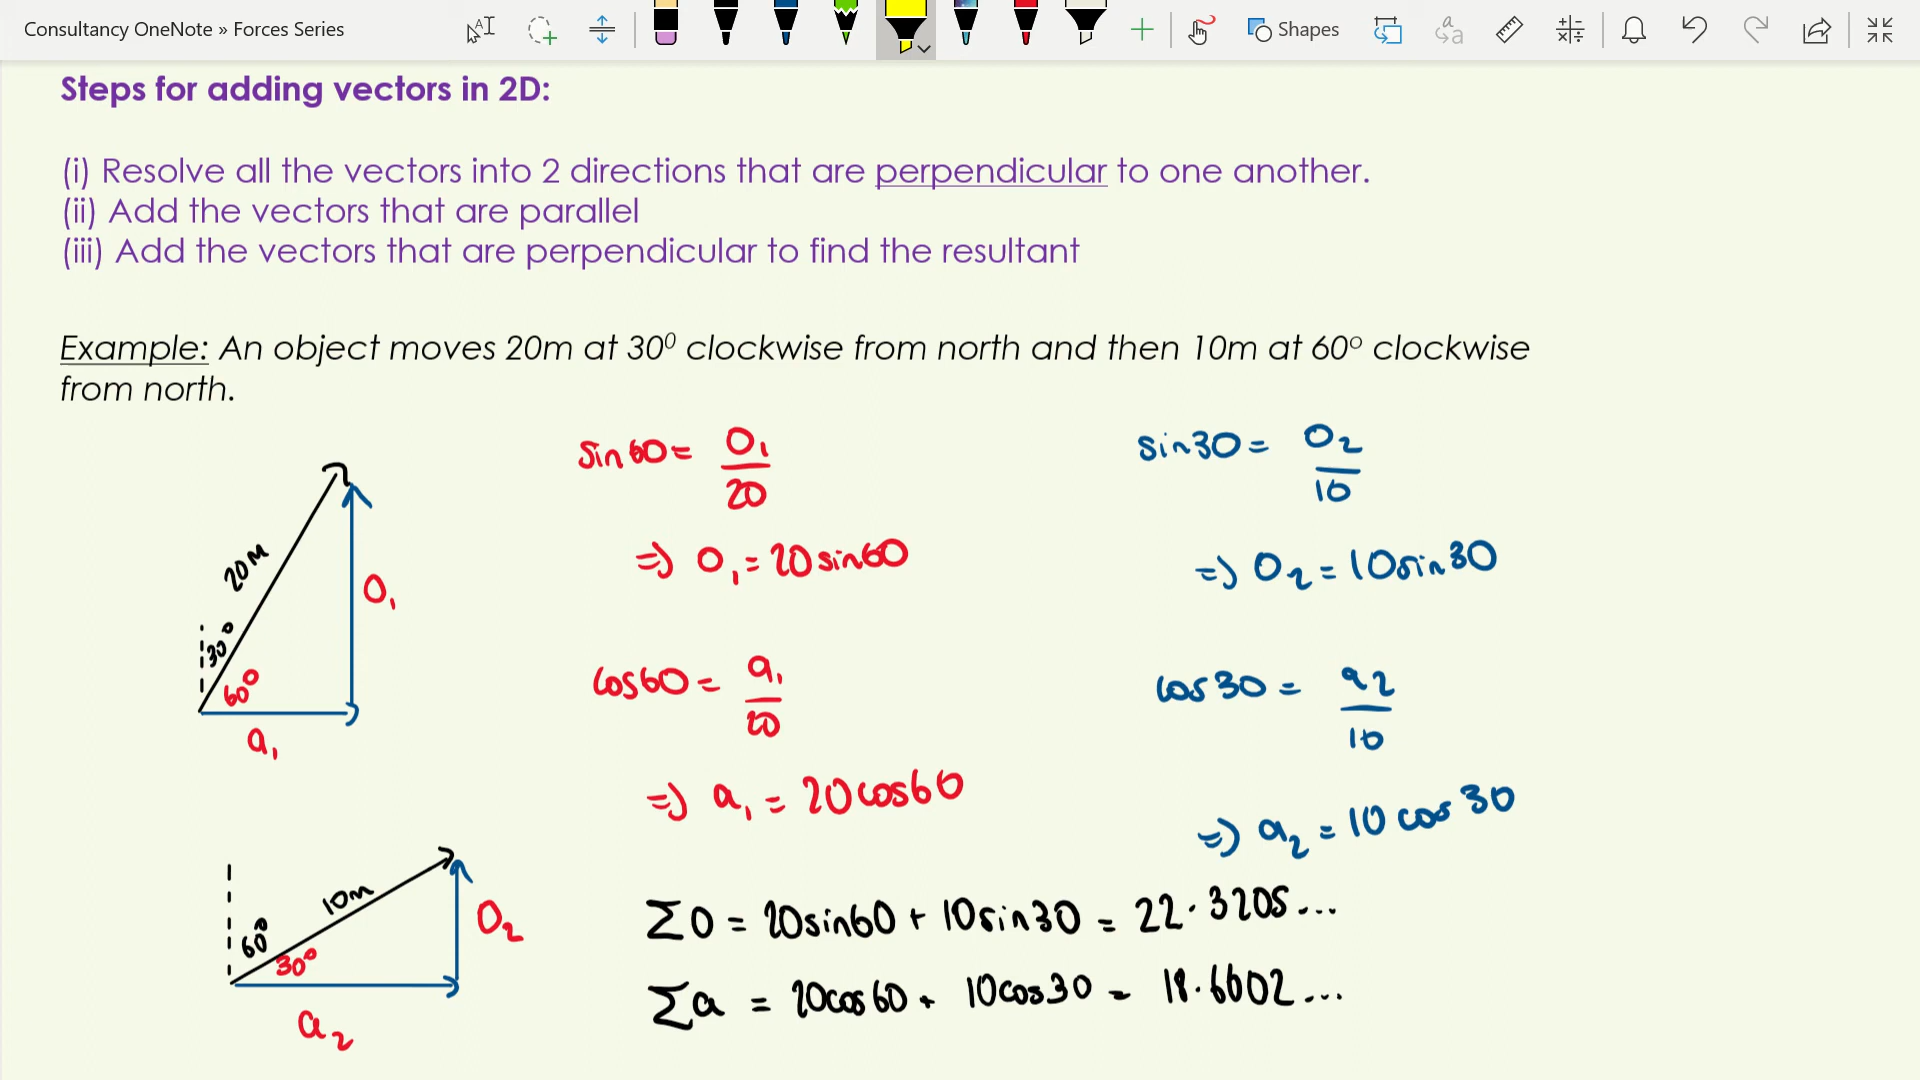 Consultancy OneNote » Forces Series
Shapes
Steps for adding vectors in 2D:
(i) Resolve all the vectors into 2 directions that are perpendicular to one another.
(ii) Add the vectors that are parallel
(iii) Add the vectors that are perpendicular to find the resultant
Example: An object moves 20m at 30⁰ clockwise from north and then 10m at 60° clockwise
from north.
20m
30°
60°
O₁
a₁
sin60 = O₁/20
=> O₁ = 20sin60
cos60 = a₁/20
=> a₁ = 20cos60
sin30 = O₂/10
=> O₂ = 10sin30
cos30 = a₂/10
=> a₂ = 10cos30
10m
60°
30°
O₂
a₂
ΣO = 20sin60 + 10sin30 = 22.3205...
Σa = 20cos60 + 10cos30 = 18.6602...